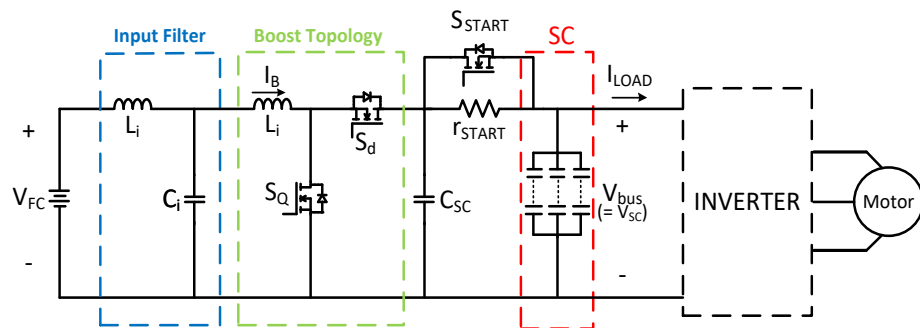 Input Filter
Boost Topology
S_START
SC
I_B
I_LOAD
+
L_i
L_i
S_d
r_START
+
V_FC
C_i
S_Q
C_SC
V_bus
(= V_SC)
INVERTER
Motor
-
-